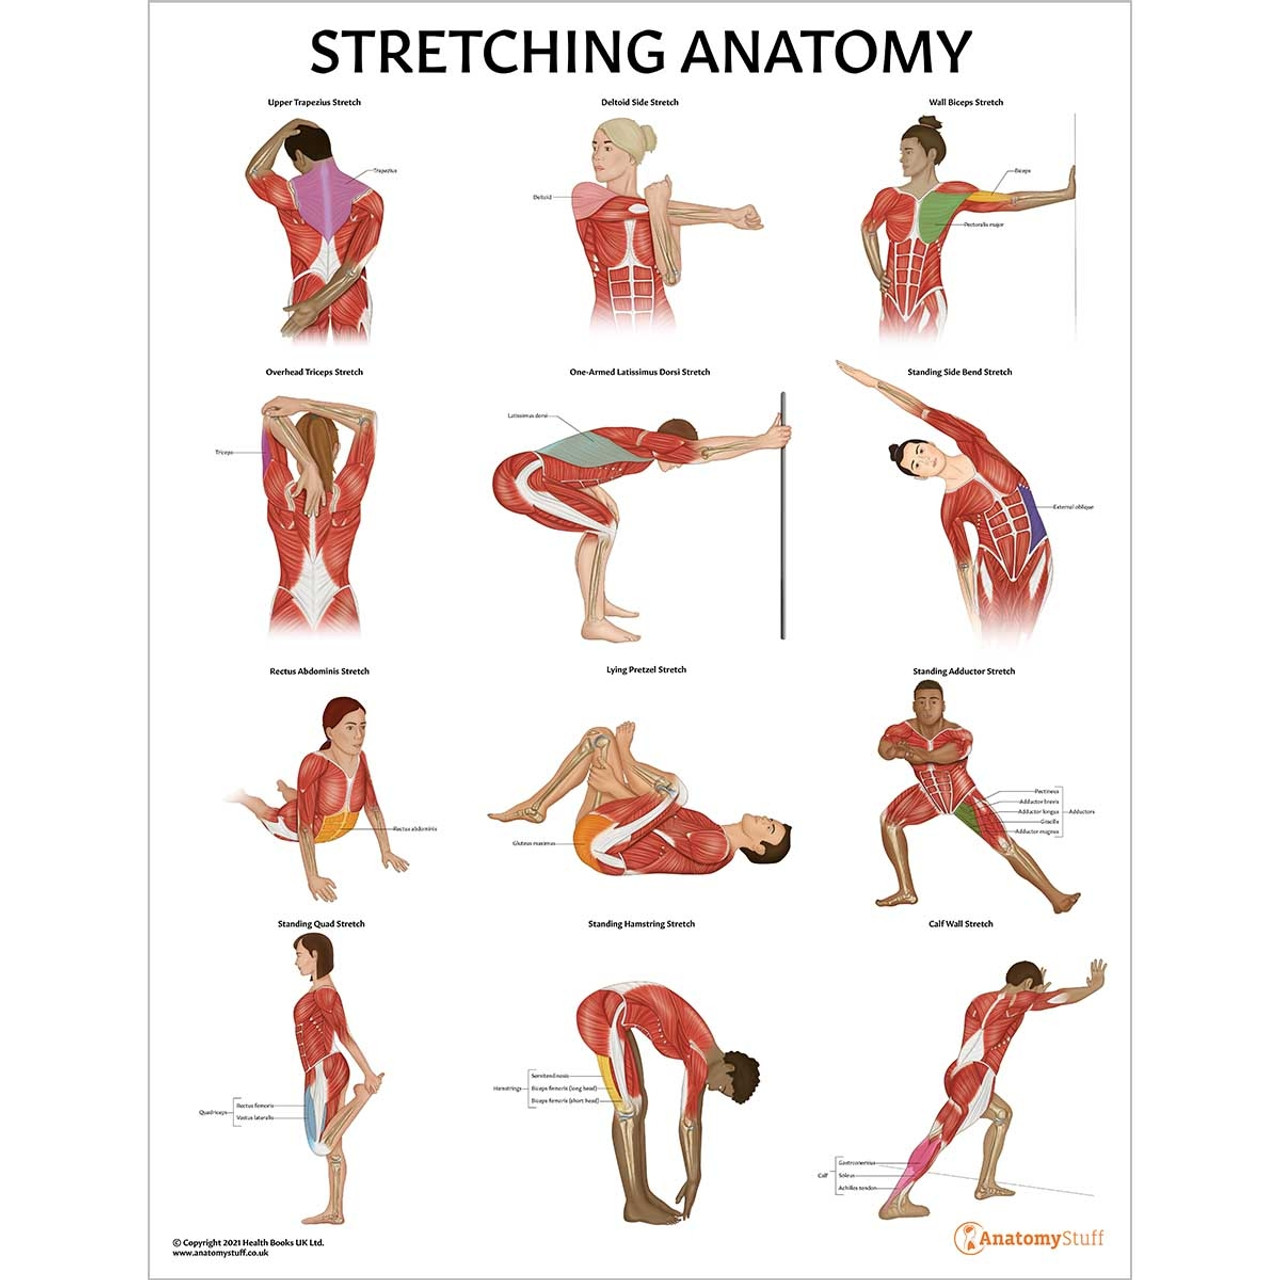 STRETCHING ANATOMY
Upper Trapezius Stretch
Trapezius
Deltoid Side Stretch
Deltoid
Wall Biceps Stretch
Biceps
Pectoralis major
Overhead Triceps Stretch
Triceps
One-Armed Latissimus Dorsi Stretch
Latissimus dorsi
Standing Side Bend Stretch
External oblique
Rectus Abdominis Stretch
Rectus abdominis
Lying Pretzel Stretch
Gluteus maximus
Standing Adductor Stretch
Pectineus
Adductor brevis
Adductor longus
Adductors
Gracilis
Adductor magnus
Standing Quad Stretch
Rectus femoris
Quadriceps
Vastus lateralis
Standing Hamstring Stretch
Semitendinosis
Hamstrings
Biceps femoris (long head)
Biceps femoris (short head)
Calf Wall Stretch
Gastrocnemius
Calf
Soleus
Achilles tendon
© Copyright 2021 Health Books UK Ltd.
www.anatomystuff.co.uk
AnatomyStuff